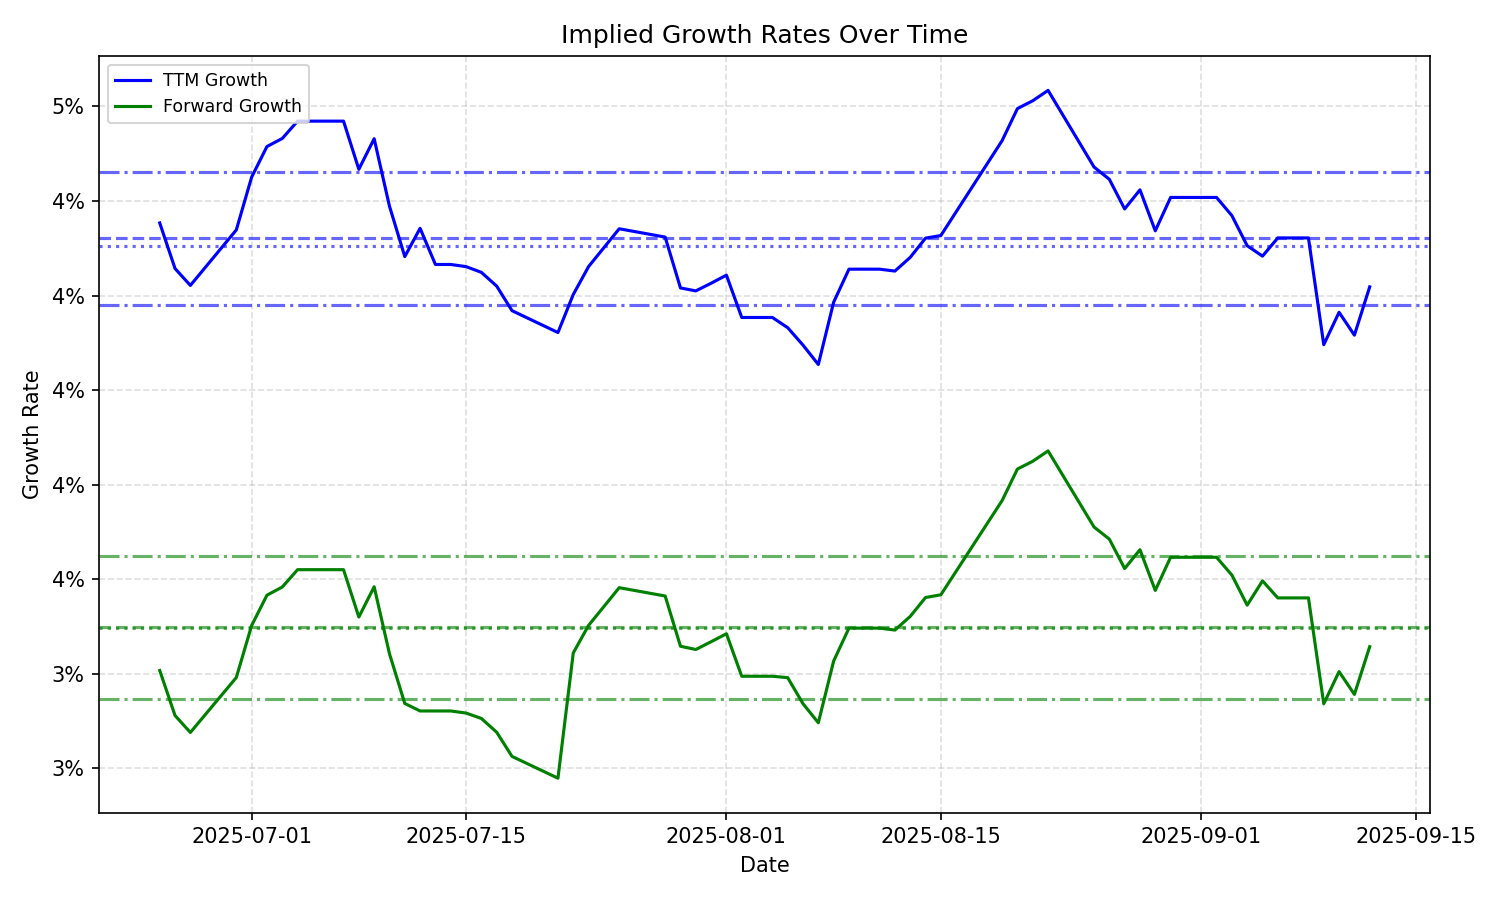 Implied Growth Rates Over Time
TTM Growth
Forward Growth
5%
4%
4%
4%
4%
4%
3%
3%
Growth Rate
2025-07-01
2025-07-15
2025-08-01
2025-08-15
2025-09-01
2025-09-15
Date